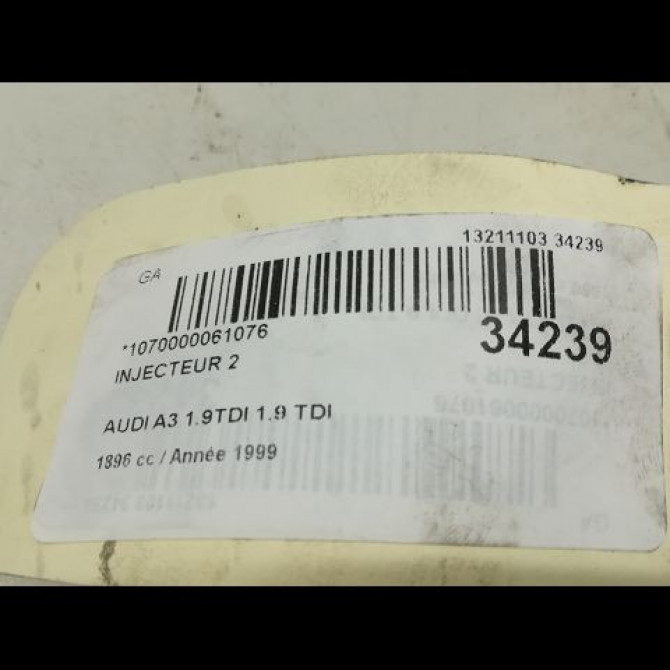 13211103 34239
GA
*1070000061076
34239
INJECTEUR 2
AUDI A3 1.9TDI 1.9 TDI
1896 cc / Année 1999